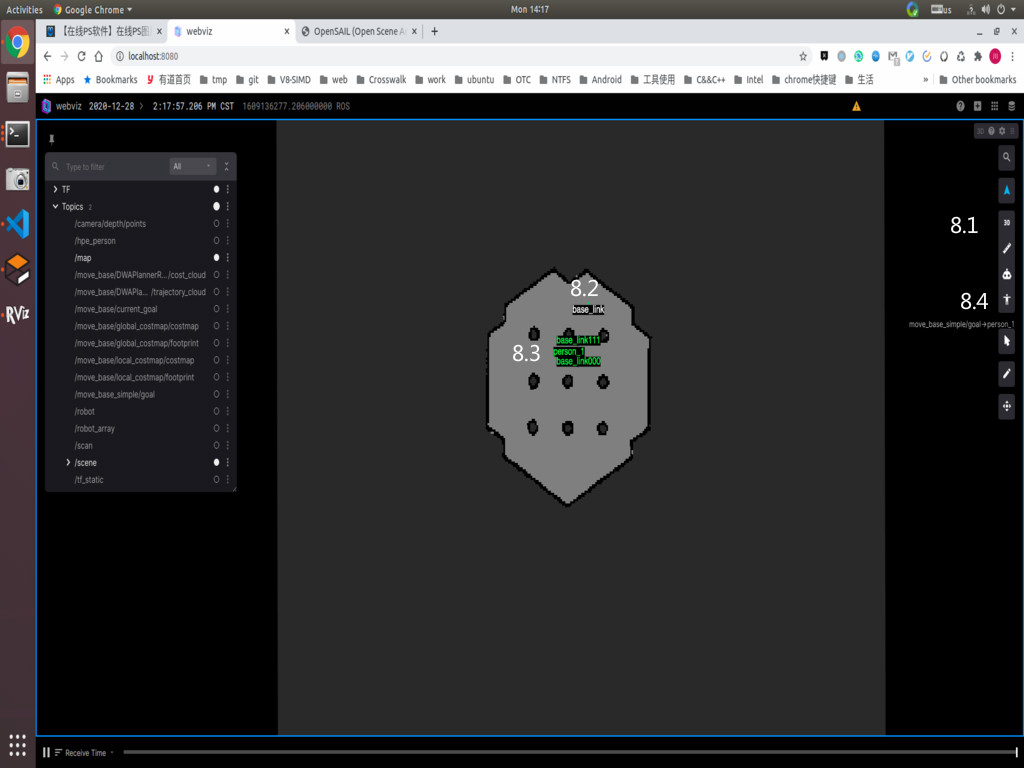 Activities Google Chrome Mon 14:17 us
【在线PS软件】在线PS图 × webviz × OpenSAIL (Open Scene A × +
localhost:8080
Apps Bookmarks 有道首页 tmp git V8-SIMD web Crosswalk work ubuntu OTC NTFS Android 工具使用 C&C++ Intel chrome快捷键 生活 » Other bookmarks
webviz 2020-12-28 2:17:57.206 PM CST 1609136277.206000000 ROS
3D
Type to filter All
TF
Topics 2
/camera/depth/points
/hpe_person
/map
/move_base/DWAPlannerR.../cost_cloud
/move_base/DWAPla... /trajectory_cloud
/move_base/current_goal
/move_base/global_costmap/costmap
/move_base/global_costmap/footprint
/move_base/local_costmap/costmap
/move_base/local_costmap/footprint
/move_base_simple/goal
/robot
/robot_array
/scan
/scene
/tf_static
8.2
base_link
base_link111
8.3 person_1
base_link000
8.1
3D
8.4
move_base_simple/goal→person_1
RViz
Receive Time